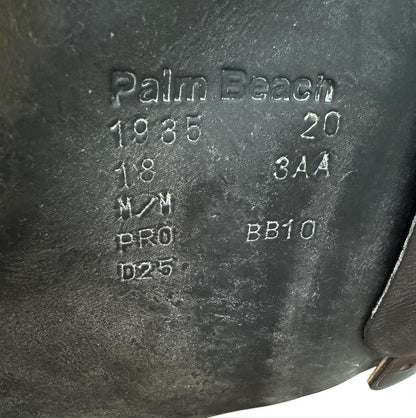 Palm Beach
1985 20
18 3AA
M/M
PRO BB10
D25